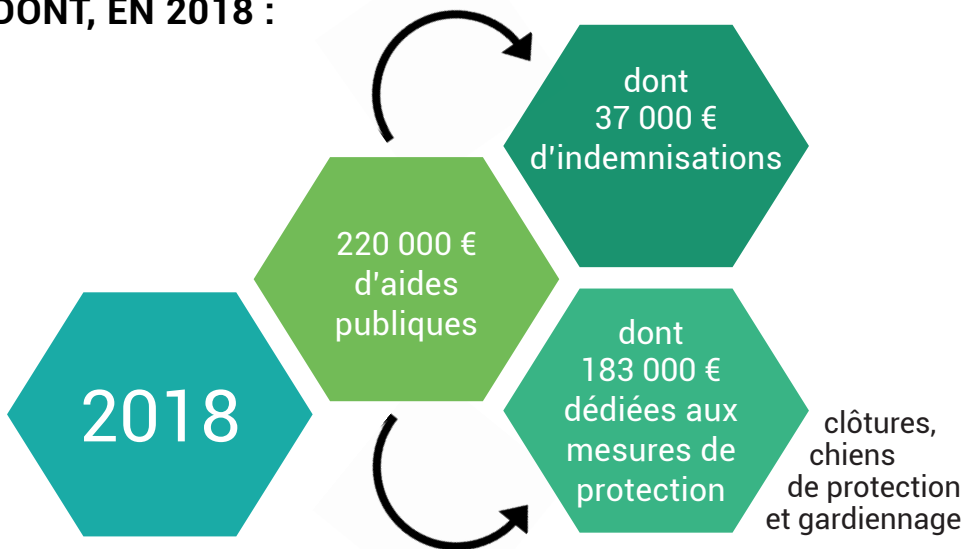 DONT, EN 2018 :
dont
37 000 €
d'indemnisations
220 000 €
d'aides
publiques
2018
dont
183 000 €
dédiées aux
mesures de
protection
clôtures,
chiens
de protection
et gardiennage